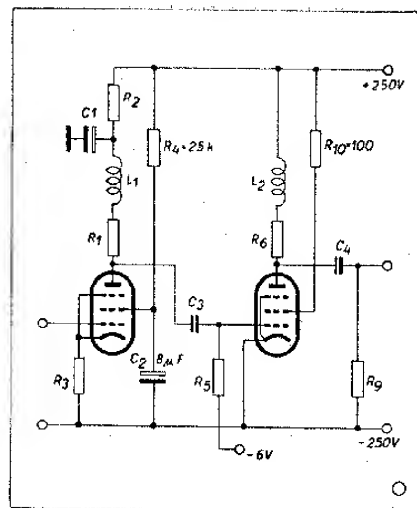 +250V
C1
R2
R4=25k
R10=100
L1
L2
R1
R6
C4
C3
C2 8μF
R3
R5
R9
-250V
-6V